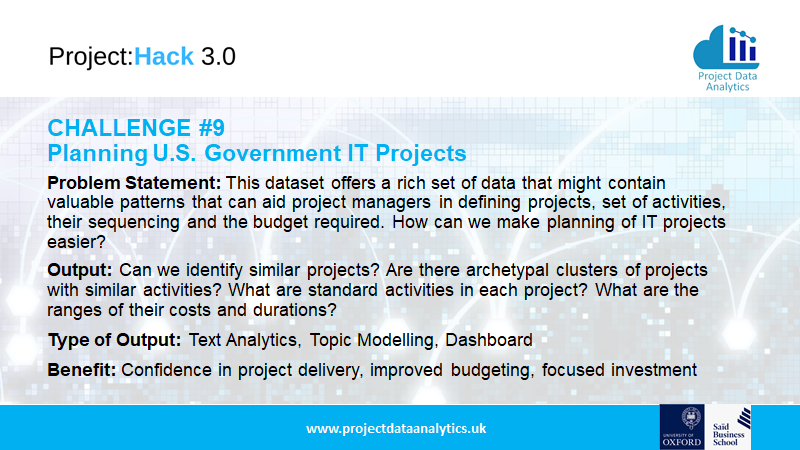 Project:Hack 3.0
Project Data
Analytics
CHALLENGE #9
Planning U.S. Government IT Projects
Problem Statement: This dataset offers a rich set of data that might contain
valuable patterns that can aid project managers in defining projects, set of activities,
their sequencing and the budget required. How can we make planning of IT projects
easier?
Output: Can we identify similar projects? Are there archetypal clusters of projects
with similar activities? What are standard activities in each project? What are the
ranges of their costs and durations?
Type of Output: Text Analytics, Topic Modelling, Dashboard
Benefit: Confidence in project delivery, improved budgeting, focused investment
www.projectdataanalytics.uk
UNIVERSITY OF
OXFORD
Saïd
Business
School